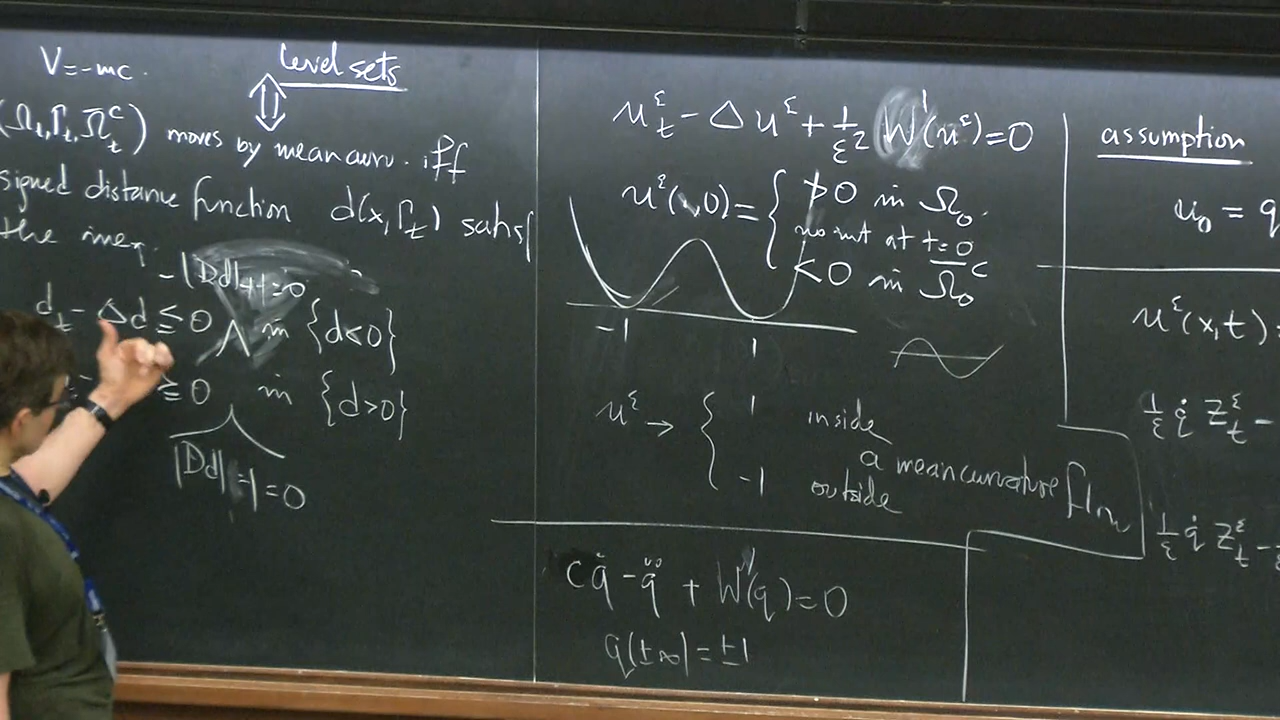 V = -mc.
Level sets
⇕
(Ω_t, Γ_t, Ω̄_t^c) moves by mean curv. iff
signed distance function d(x, Γ_t) satisf
the ineq.
-|Dd|+1=0
d_t - Δd ≤ 0 ∧ in {d<0}
≥ 0 in {d>0}
|Dd|-1=0
u^ε_t - Δu^ε + 1/ε² W'(u^ε) = 0
u^ε(·,0) = { >0 in Ω_0.
no int at t=0
<0 in Ω̄_0^c
-1 1
u^ε → { 1 inside
a mean curvature flow
-1 outside
c q̇ - q̈ + W'(q) = 0
q(±∞) = ±1
assumption
u_0 = q
u^ε(x,t) =
1/ε q̇ z^ε_t -
1/ε q̇ z^ε_t -